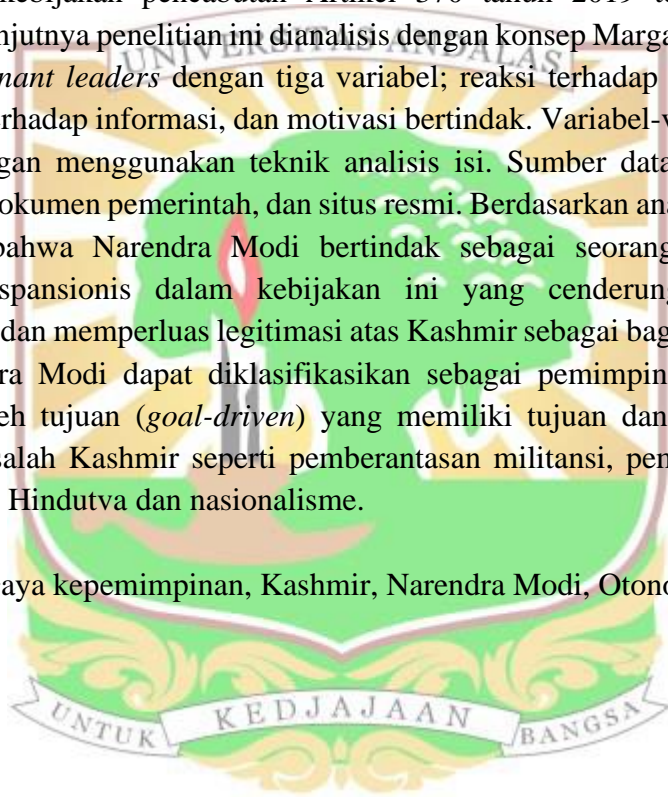 kebijakan pencabutan Artikel 370 tahun 2019 te
njutnya penelitian ini dianalisis dengan konsep Marga
UNIVERSITAS ANDALAS
nant leaders dengan tiga variabel; reaksi terhadap
rhadap informasi, dan motivasi bertindak. Variabel-v
gan menggunakan teknik analisis isi. Sumber data
okumen pemerintah, dan situs resmi. Berdasarkan ana
bahwa Narendra Modi bertindak sebagai seorang
spansionis dalam kebijakan ini yang cenderung
dan memperluas legitimasi atas Kashmir sebagai bag
ra Modi dapat diklasifikasikan sebagai pemimpin
eh tujuan (goal-driven) yang memiliki tujuan dan
salah Kashmir seperti pemberantasan militansi, pen
Hindutva dan nasionalisme.
aya kepemimpinan, Kashmir, Narendra Modi, Otono
UNTUK KEDJAJAAN BANGSA